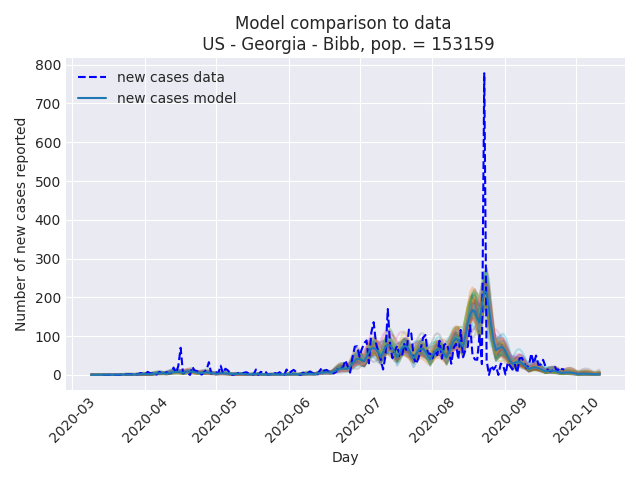 Model comparison to data
US - Georgia - Bibb, pop. = 153159
new cases data
new cases model
Number of new cases reported
800
700
600
500
400
300
200
100
0
2020-03
2020-04
2020-05
2020-06
2020-07
2020-08
2020-09
2020-10
Day